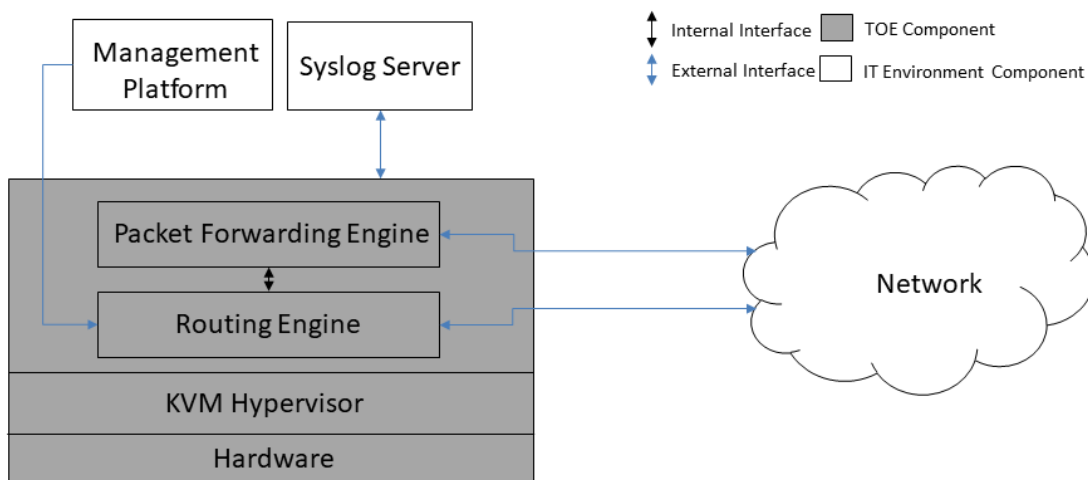 Management
Platform
Syslog Server
Internal Interface
TOE Component
External Interface
IT Environment Component
Packet Forwarding Engine
Routing Engine
KVM Hypervisor
Hardware
Network